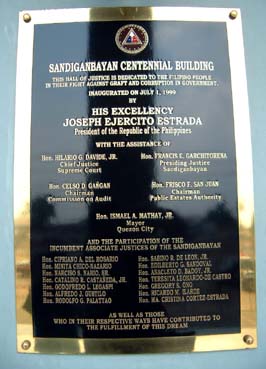 SANDIGANBAYAN CENTENNIAL BUILDING
THIS HALL OF JUSTICE IS DEDICATED TO THE FILIPINO PEOPLE
IN THEIR FIGHT AGAINST GRAFT AND CORRUPTION IN GOVERNMENT.
INAUGURATED ON JULY 1, 1999
BY
HIS EXCELLENCY
JOSEPH EJERCITO ESTRADA
President of the Republic of the Philippines
WITH THE ASSISTANCE OF
Hon. HILARIO G. DAVIDE, JR. Hon. FRANCIS E. GARCHITORENA
Chief Justice Presiding Justice
Supreme Court Sandiganbayan
Hon. CELSO D. GAÑGAN Hon. FRISCO F. SAN JUAN
Chairman Chairman
Commission on Audit Public Estates Authority
Hon. ISMAEL A. MATHAY, JR.
Mayor
Quezon City
AND THE PARTICIPATION OF THE
INCUMBENT ASSOCIATE JUSTICES OF THE SANDIGANBAYAN
Hon. CIPRIANO A. DEL ROSARIO Hon. SABINO R. DE LEON, JR.
Hon. MINITA CHICO-NAZARIO Hon. EDILBERTO G. SANDOVAL
Hon. NARCISO S. NARIO, SR. Hon. ANACLETO D. BADOY, JR.
Hon. CATALINO R. CASTAÑEDA, JR. Hon. TERESITA LEONARDO-DE CASTRO
Hon. GODOFREDO L. LEGASPI Hon. GREGORY S. ONG
Hon. ALFREDO J. GUSTILO Hon. RICARDO M. ILARDE
Hon. RODOLFO G. PALATTAO Hon. MA. CRISTINA CORTEZ-ESTRADA
AS WELL AS THOSE
WHO IN THEIR RESPECTIVE WAYS HAVE CONTRIBUTED TO
THE FULFILLMENT OF THIS DREAM